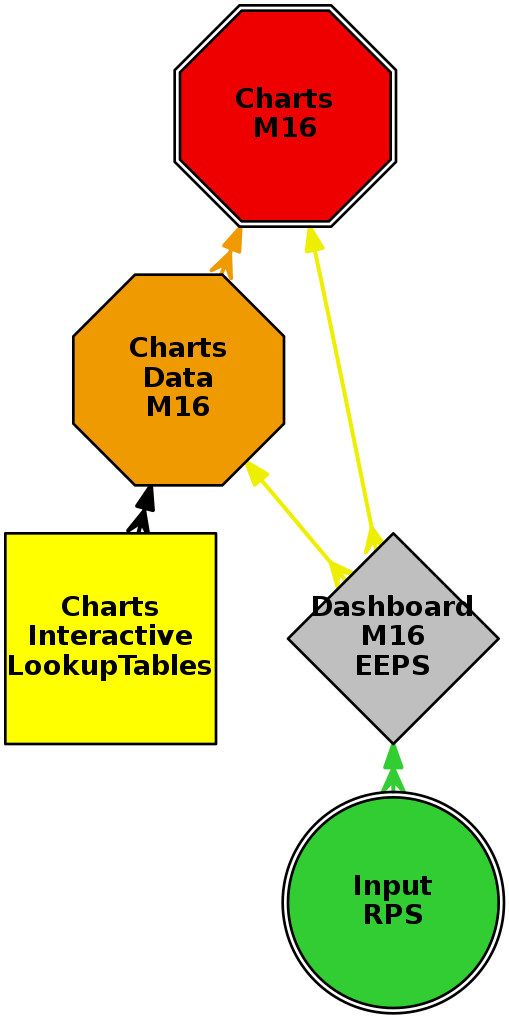 Charts
M16
Charts
Data
M16
Charts
Interactive
LookupTables
Dashboard
M16
EEPS
Input
RPS